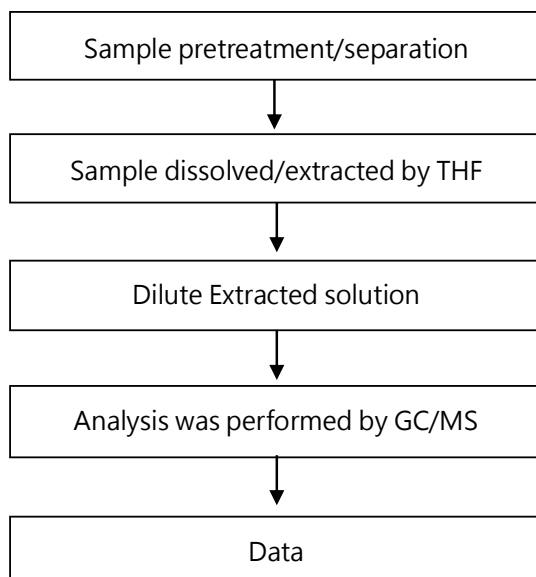 Sample pretreatment/separation
Sample dissolved/extracted by THF
Dilute Extracted solution
Analysis was performed by GC/MS
Data